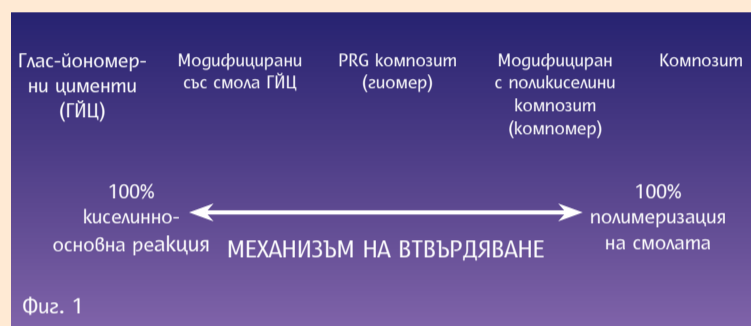 Глас-йономер-
ни цименти
(ГЙЦ)
Модифицирани
със смола ГЙЦ
PRG композит
(гиомер)
Модифициран
с поликиселини
композит
(компомер)
Композит
100%
киселинно-
основна реакция
МЕХАНИЗЪМ НА ВТВЪРДЯВАНЕ
100%
полимеризация
на смолата
Фиг. 1